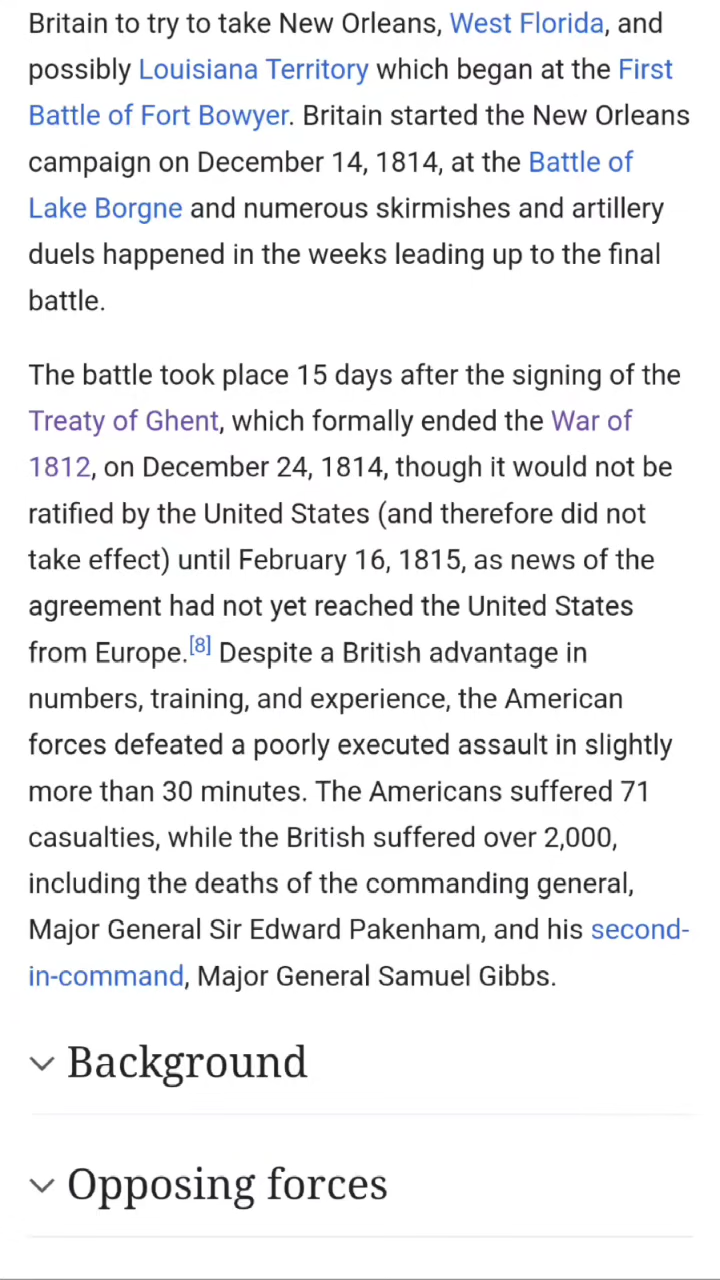 Britain to try to take New Orleans, West Florida, and
possibly Louisiana Territory which began at the First
Battle of Fort Bowyer. Britain started the New Orleans
campaign on December 14, 1814, at the Battle of
Lake Borgne and numerous skirmishes and artillery
duels happened in the weeks leading up to the final
battle.
The battle took place 15 days after the signing of the
Treaty of Ghent, which formally ended the War of
1812, on December 24, 1814, though it would not be
ratified by the United States (and therefore did not
take effect) until February 16, 1815, as news of the
agreement had not yet reached the United States
from Europe.[8] Despite a British advantage in
numbers, training, and experience, the American
forces defeated a poorly executed assault in slightly
more than 30 minutes. The Americans suffered 71
casualties, while the British suffered over 2,000,
including the deaths of the commanding general,
Major General Sir Edward Pakenham, and his second-
in-command, Major General Samuel Gibbs.
Background
Opposing forces